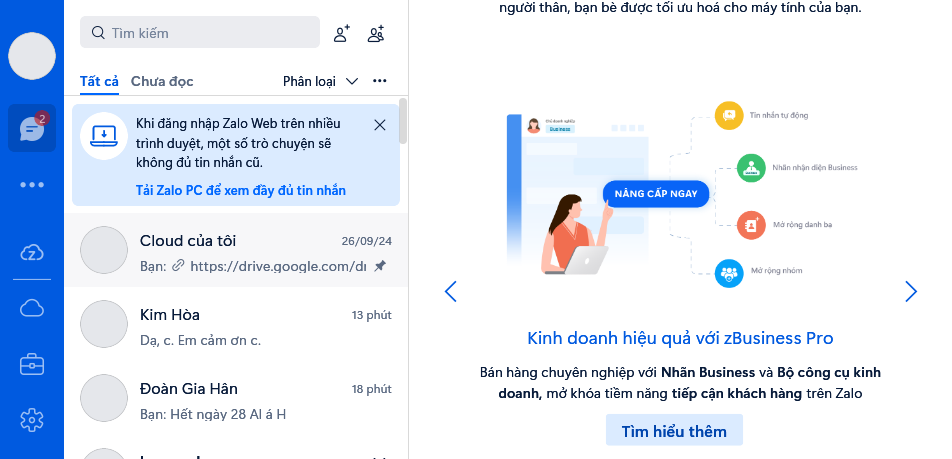 Tìm kiếm
Tất cả
Chưa đọc
Phân loại
2
Khi đăng nhập Zalo Web trên nhiều
trình duyệt, một số trò chuyện sẽ
không đủ tin nhắn cũ.
Tải Zalo PC để xem đầy đủ tin nhắn
Cloud của tôi
26/09/24
Bạn: https://drive.google.com/d
Kim Hòa
13 phút
Dạ, c. Em cảm ơn c.
Đoàn Gia Hân
18 phút
Bạn: Hết ngày 28 Al á H
người thân, bạn bè được tối ưu hoá cho máy tính của bạn.
Chủ doanh nghiệp
Business
NÂNG CẤP NGAY
Tin nhắn tự động
Nhãn nhận diện Business
Mở rộng danh bạ
Mở rộng nhóm
Kinh doanh hiệu quả với zBusiness Pro
Bán hàng chuyên nghiệp với Nhãn Business và Bộ công cụ kinh
doanh, mở khóa tiềm năng tiếp cận khách hàng trên Zalo
Tìm hiểu thêm